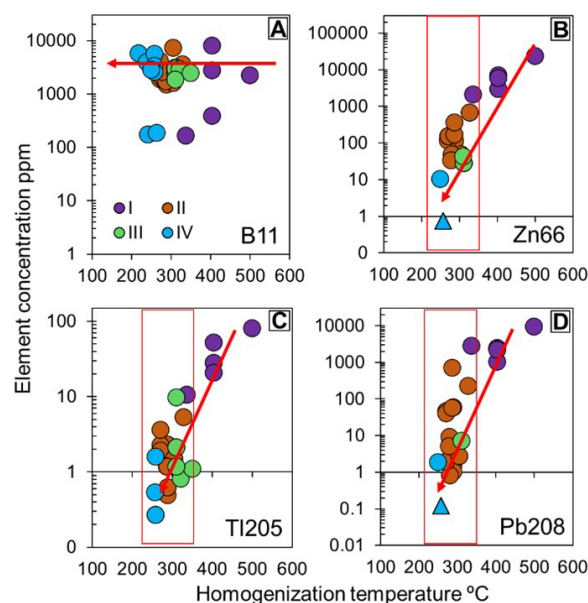 A
10000
1000
100
10
1
I
II
III
IV
B11
100 200 300 400 500 600
B
100000
10000
1000
100
10
1
0
Zn66
100 200 300 400 500 600
C
100
10
1
0
Tl205
100 200 300 400 500 600
D
10000
1000
100
10
1
0.1
0.01
Pb208
100 200 300 400 500 600
Element concentration ppm
Homogenization temperature ºC